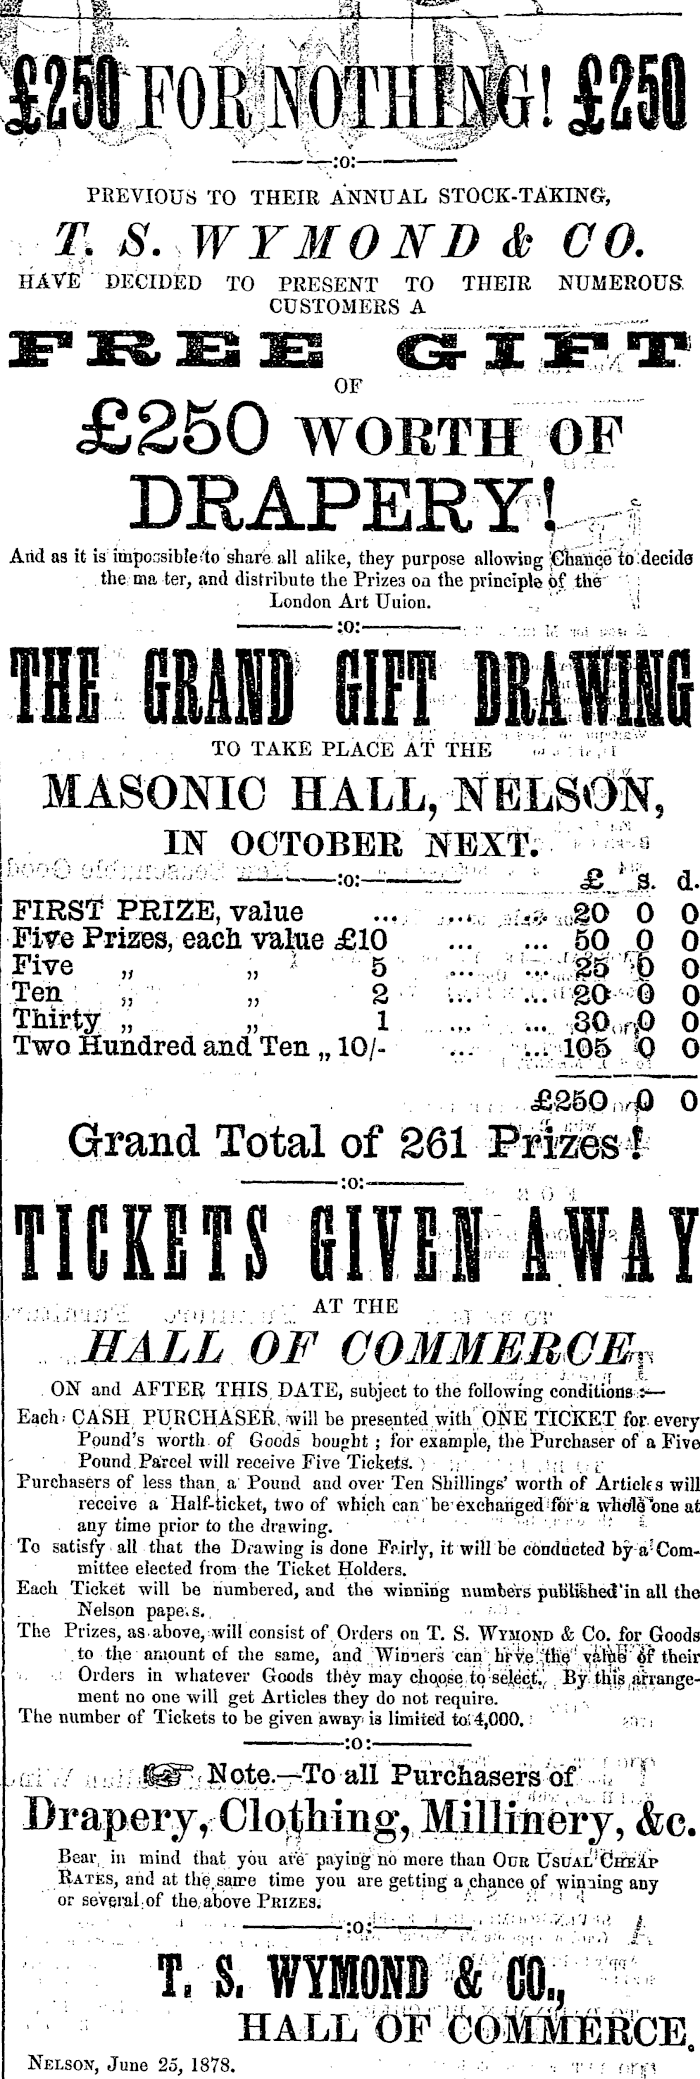 £250 FOR NOTHING! £250
:o:
PREVIOUS TO THEIR ANNUAL STOCK-TAKING,
T. S. WYMOND & CO.
HAVE DECIDED TO PRESENT TO THEIR NUMEROUS
CUSTOMERS A
FREE GIFT
OF
£250 WORTH OF
DRAPERY!
And as it is impossible to share all alike, they purpose allowing Chance to decide
the ma ter, and distribute the Prizes on the principle of the
London Art Union.
:o:
THE GRAND GIFT DRAWING
TO TAKE PLACE AT THE
MASONIC HALL, NELSON,
IN OCTOBER NEXT.
:o:
£ s. d.
FIRST PRIZE, value ... ... ... 20 0 0
Five Prizes, each value £10 ... ... 50 0 0
Five „ „ 5 ... ... 25 0 0
Ten „ „ 2 ... ... 20 0 0
Thirty „ „ 1 ... ... 30 0 0
Two Hundred and Ten „ 10/- ... ... 105 0 0
£250 0 0
Grand Total of 261 Prizes!
:o:
TICKETS GIVEN AWAY
AT THE
HALL OF COMMERCE,
ON and AFTER THIS DATE, subject to the following conditions:—
Each CASH PURCHASER will be presented with ONE TICKET for every
Pound's worth of Goods bought; for example, the Purchaser of a Five
Pound Parcel will receive Five Tickets.
Purchasers of less than a Pound and over Ten Shillings' worth of Articles will
receive a Half-ticket, two of which can be exchanged for a whole one at
any time prior to the drawing.
To satisfy all that the Drawing is done Fairly, it will be conducted by a Com-
mittee elected from the Ticket Holders.
Each Ticket will be numbered, and the winning numbers published in all the
Nelson papers.
The Prizes, as above, will consist of Orders on T. S. WYMOND & Co. for Goods
to the amount of the same, and Winners can have the value of their
Orders in whatever Goods they may choose to select. By this arrange-
ment no one will get Articles they do not require.
The number of Tickets to be given away is limited to 4,000.
:o:
☞ Note.—To all Purchasers of
Drapery, Clothing, Millinery, &c.
Bear in mind that you are paying no more than OUR USUAL CHEAP
RATES, and at the same time you are getting a chance of winning any
or several of the above PRIZES.
:o:
T. S. WYMOND & CO.,
HALL OF COMMERCE.
NELSON, June 25, 1878.